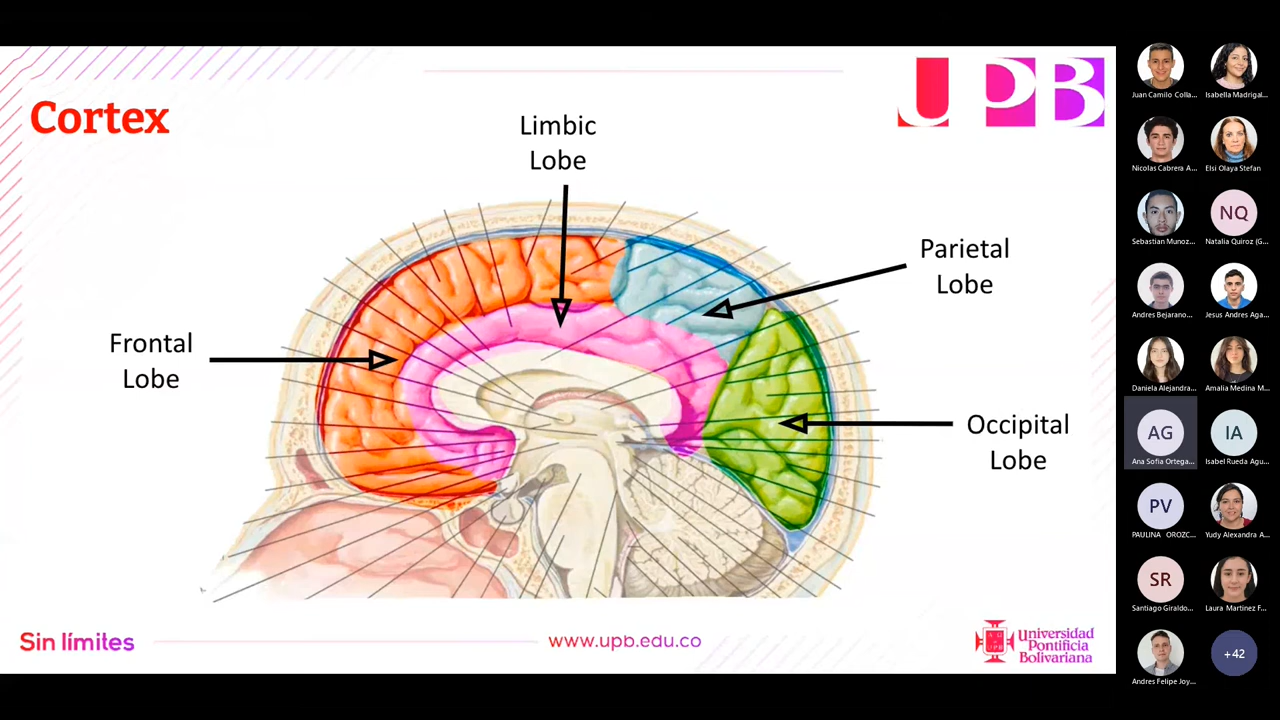 Cortex
UPB
Limbic
Lobe
Parietal
Lobe
Frontal
Lobe
Occipital
Lobe
Sin límites
www.upb.edu.co
Universidad
Pontificia
Bolivariana
Juan Camilo Colla...
Isabella Madrigal...
Nicolas Cabrera A...
Elsi Olaya Stefan
NQ
Sebastian Munoz...
Natalia Quiroz (G...
Andres Bejarano...
Jesus Andres Aga...
Daniela Alejandra...
Amalia Medina M...
AG
IA
Ana Sofia Ortega...
Isabel Rueda Agu...
PV
PAULINA OROZC...
Yudy Alexandra A...
SR
Santiago Giraldo...
Laura Martinez F...
+42
Andres Felipe Joy...